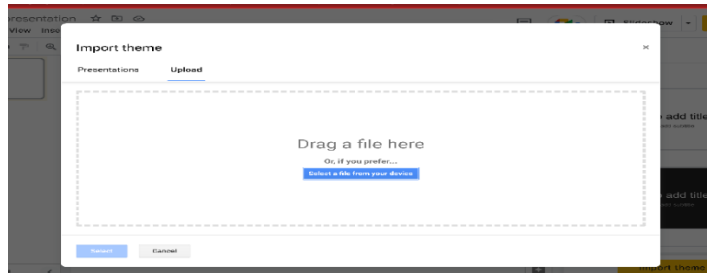 presentation
Slideshow
View Inse
Import theme
Presentations Upload
Drag a file here
Or, if you prefer...
Select a file from your device
add title
add title
Select Cancel
Import theme